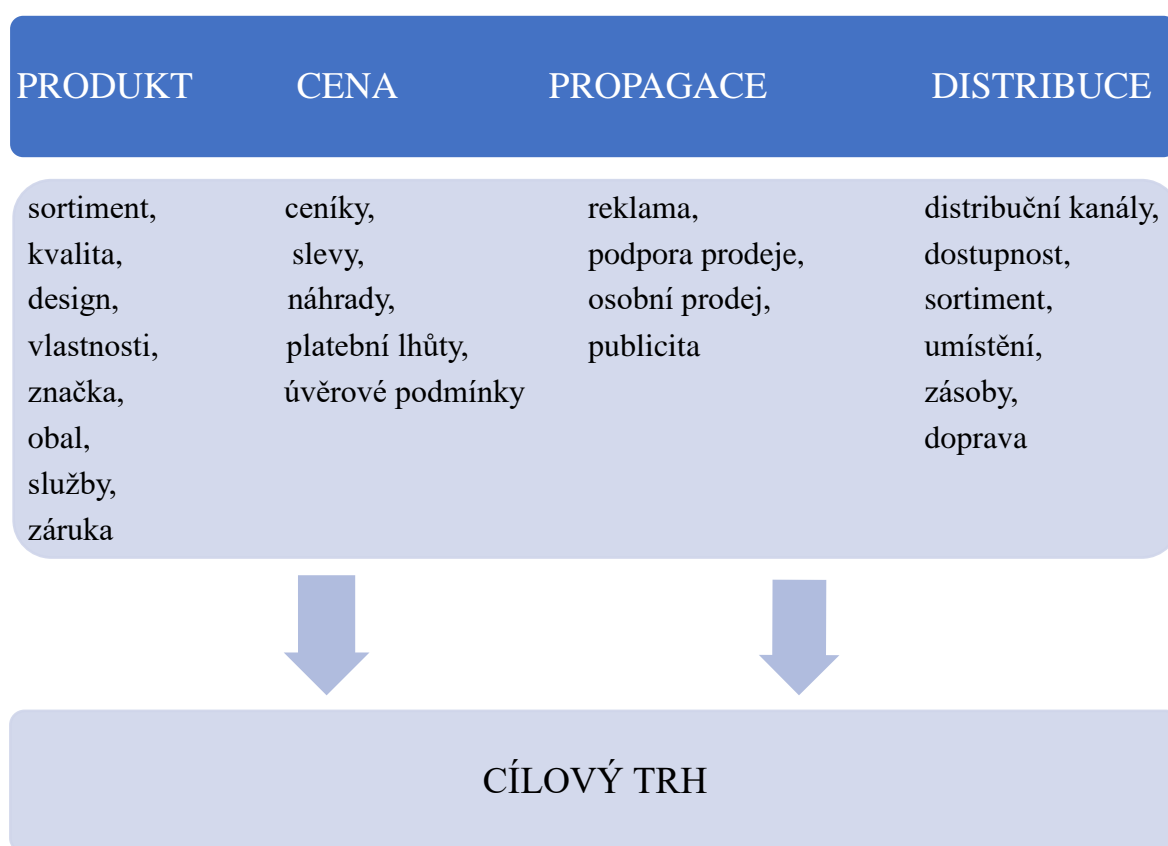 PRODUKT CENA PROPAGACE DISTRIBUCE
sortiment,
kvalita,
design,
vlastnosti,
značka,
obal,
služby,
záruka
ceníky,
slevy,
náhrady,
platební lhůty,
úvěrové podmínky
reklama,
podpora prodeje,
osobní prodej,
publicita
distribuční kanály,
dostupnost,
sortiment,
umístění,
zásoby,
doprava
CÍLOVÝ TRH